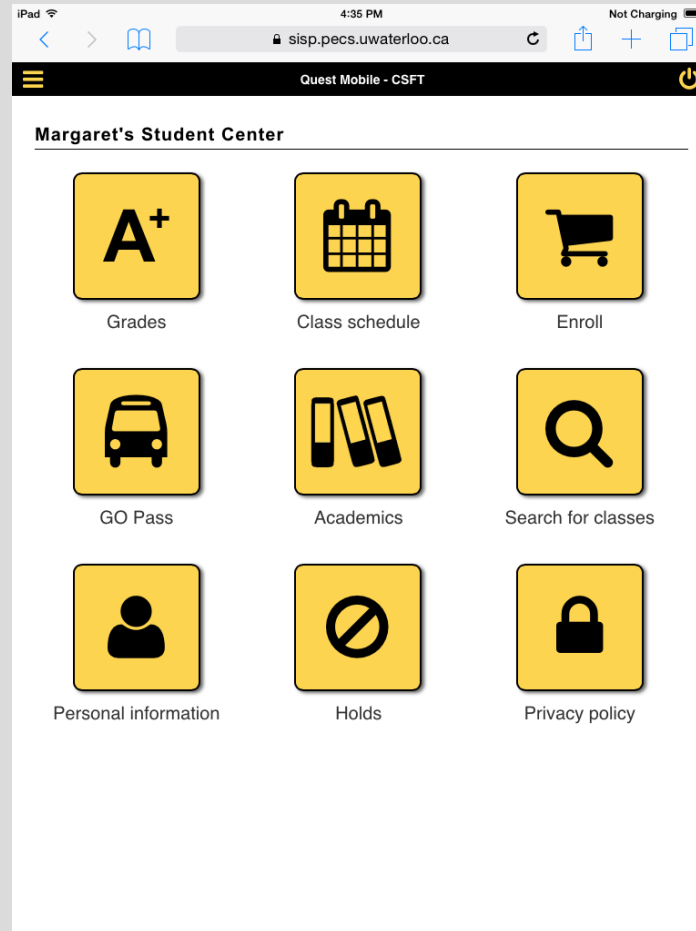 iPad 4:35 PM Not Charging
sisp.pecs.uwaterloo.ca
Quest Mobile - CSFT
Margaret's Student Center
A+
Grades Class schedule Enroll
GO Pass Academics Search for classes
Personal information Holds Privacy policy